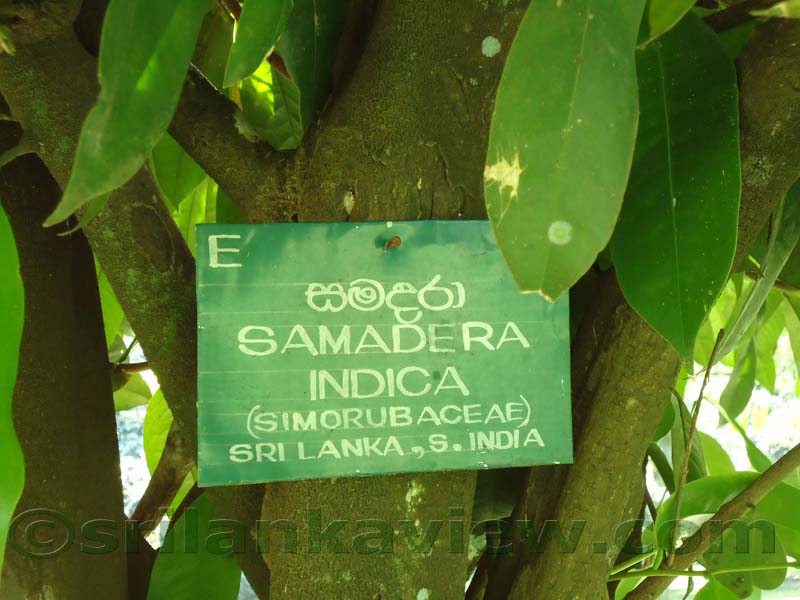 E
සමදරා
SAMADERA
INDICA
(SIMORUBACEAE)
SRI LANKA, S. INDIA
©srilankaview.com